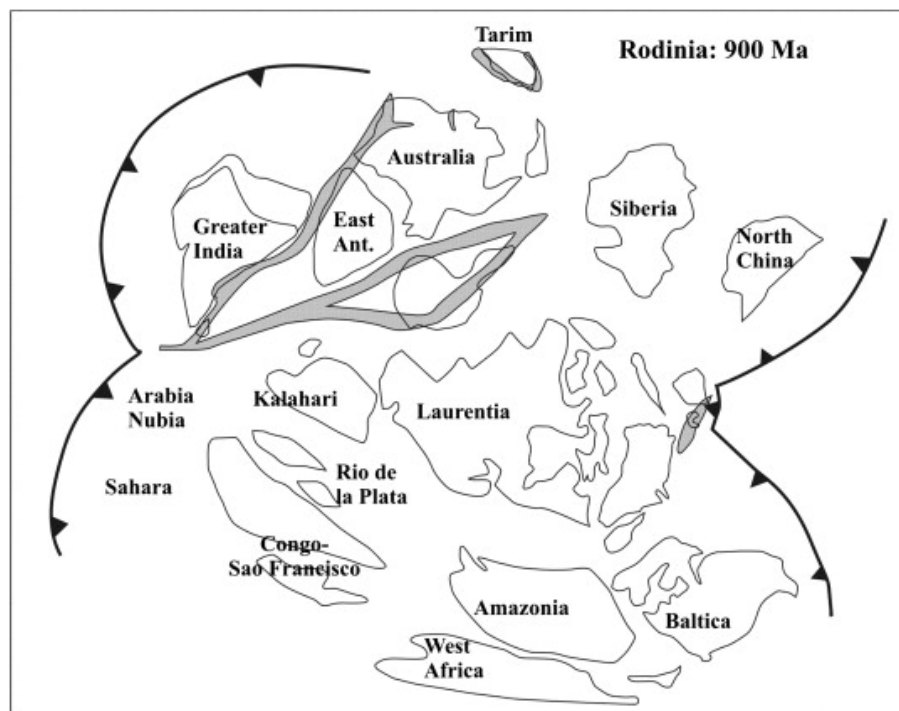 Tarim
Rodinia: 900 Ma
Australia
Greater
India
East
Ant.
Siberia
North
China
Arabia
Nubia
Kalahari
Laurentia
Sahara
Rio de
la Plata
Congo-
Sao Francisco
Amazonia
West
Africa
Baltica